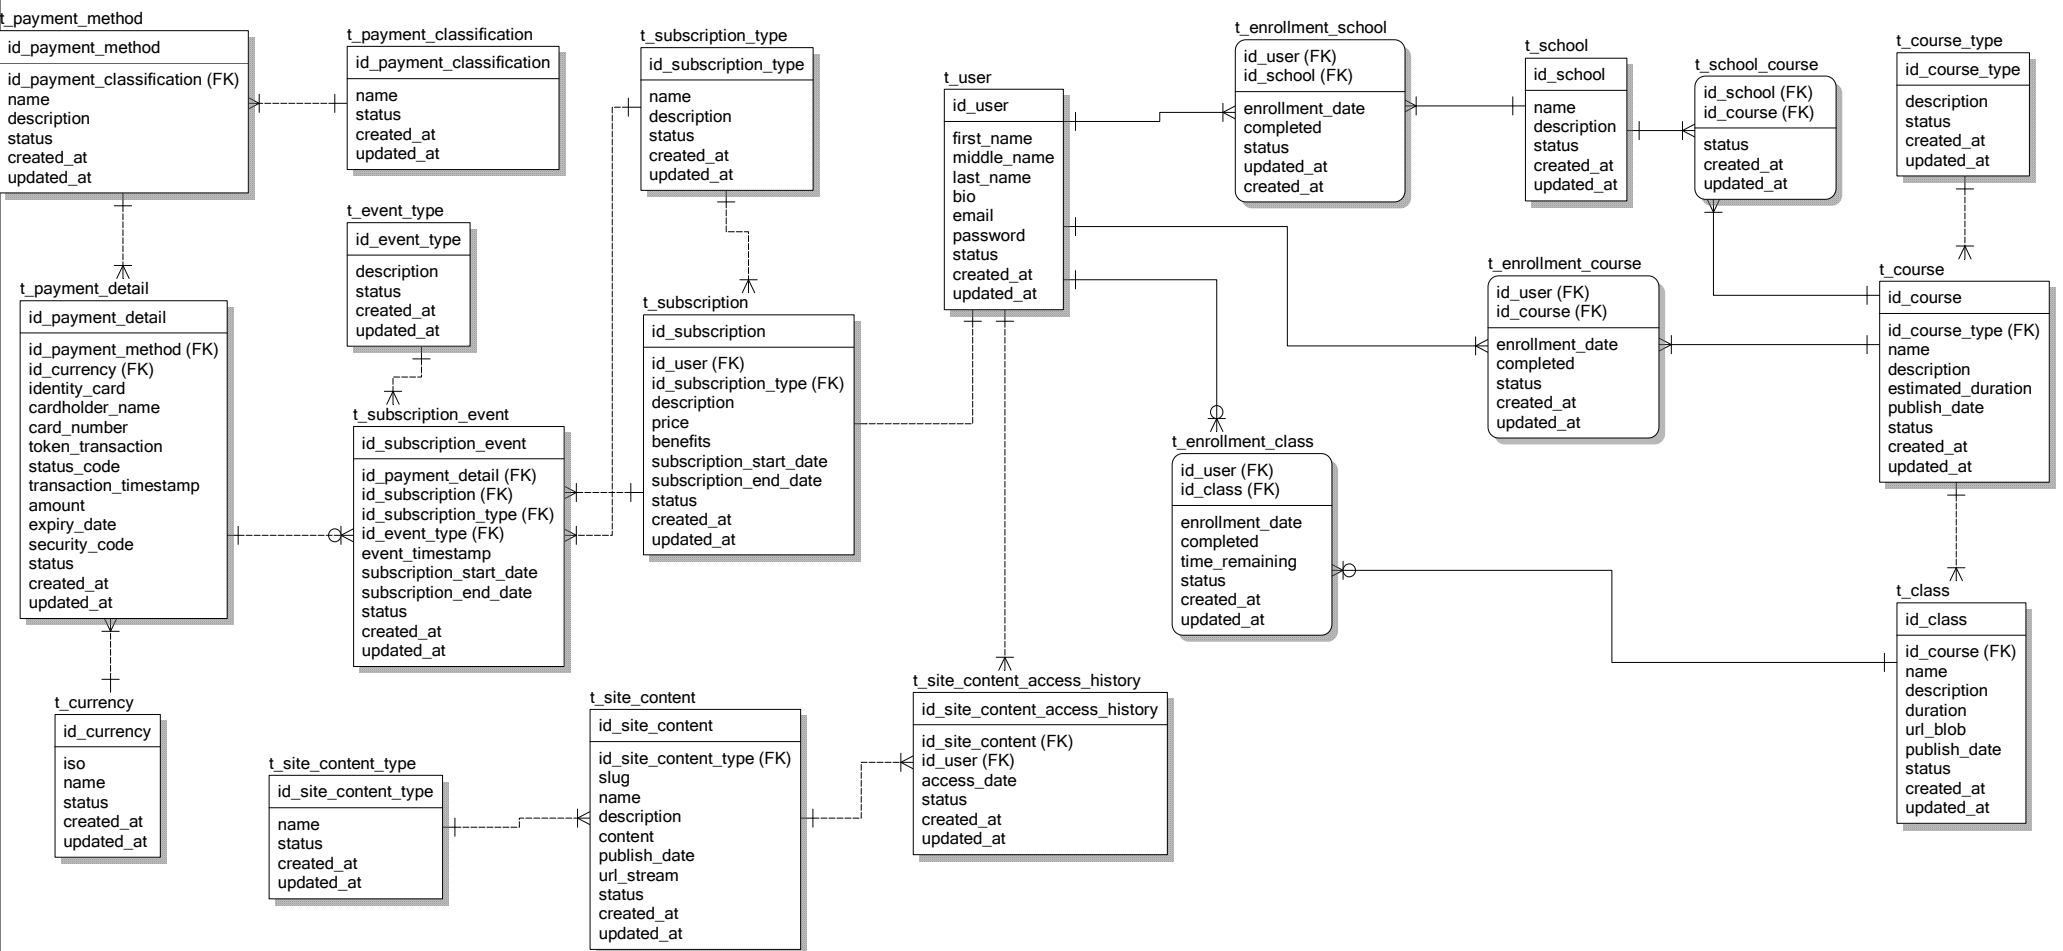 t_payment_method
id_payment_method
id_payment_classification (FK)
name
description
status
created_at
updated_at
t_payment_classification
id_payment_classification
name
status
created_at
updated_at
t_subscription_type
id_subscription_type
name
description
status
created_at
updated_at
t_user
id_user
first_name
middle_name
last_name
bio
email
password
status
created_at
updated_at
t_enrollment_school
id_user (FK)
id_school (FK)
enrollment_date
completed
status
updated_at
created_at
t_school
id_school
name
description
status
created_at
updated_at
t_school_course
id_school (FK)
id_course (FK)
status
created_at
updated_at
t_course_type
id_course_type
description
status
created_at
updated_at
t_event_type
id_event_type
description
status
created_at
updated_at
t_payment_detail
id_payment_detail
id_payment_method (FK)
id_currency (FK)
identity_card
cardholder_name
card_number
token_transaction
status_code
transaction_timestamp
amount
expiry_date
security_code
status
created_at
updated_at
t_subscription_event
id_subscription_event
id_payment_detail (FK)
id_subscription (FK)
id_subscription_type (FK)
id_event_type (FK)
event_timestamp
subscription_start_date
subscription_end_date
status
created_at
updated_at
t_subscription
id_subscription
id_user (FK)
id_subscription_type (FK)
description
price
benefits
subscription_start_date
subscription_end_date
status
created_at
updated_at
t_enrollment_course
id_user (FK)
id_course (FK)
enrollment_date
completed
status
created_at
updated_at
t_course
id_course
id_course_type (FK)
name
description
estimated_duration
publish_date
status
created_at
updated_at
t_enrollment_class
id_user (FK)
id_class (FK)
enrollment_date
completed
time_remaining
status
created_at
updated_at
t_class
id_class
id_course (FK)
name
description
duration
url_blob
publish_date
status
created_at
updated_at
t_currency
id_currency
iso
name
status
created_at
updated_at
t_site_content_type
id_site_content_type
name
status
created_at
updated_at
t_site_content
id_site_content
id_site_content_type (FK)
slug
name
description
content
publish_date
url_stream
status
created_at
updated_at
t_site_content_access_history
id_site_content_access_history
id_site_content (FK)
id_user (FK)
access_date
status
created_at
updated_at